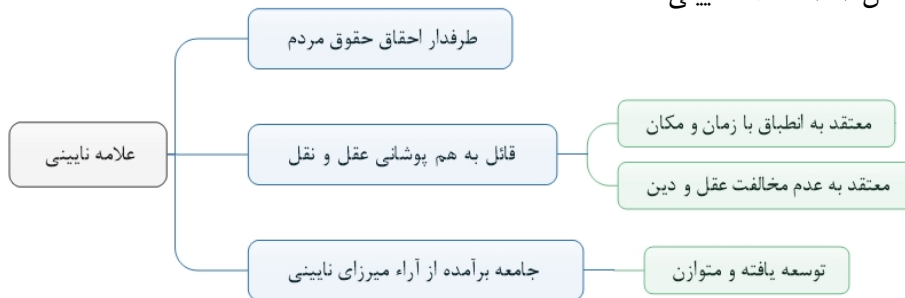 طرفدار احقاق حقوق مردم
علامه نایینی
قائل به هم پوشانی عقل و نقل
معتقد به انطباق با زمان و مکان
معتقد به عدم مخالفت عقل و دین
جامعه برآمده از آراء میرزای نایینی
توسعه یافته و متوازن